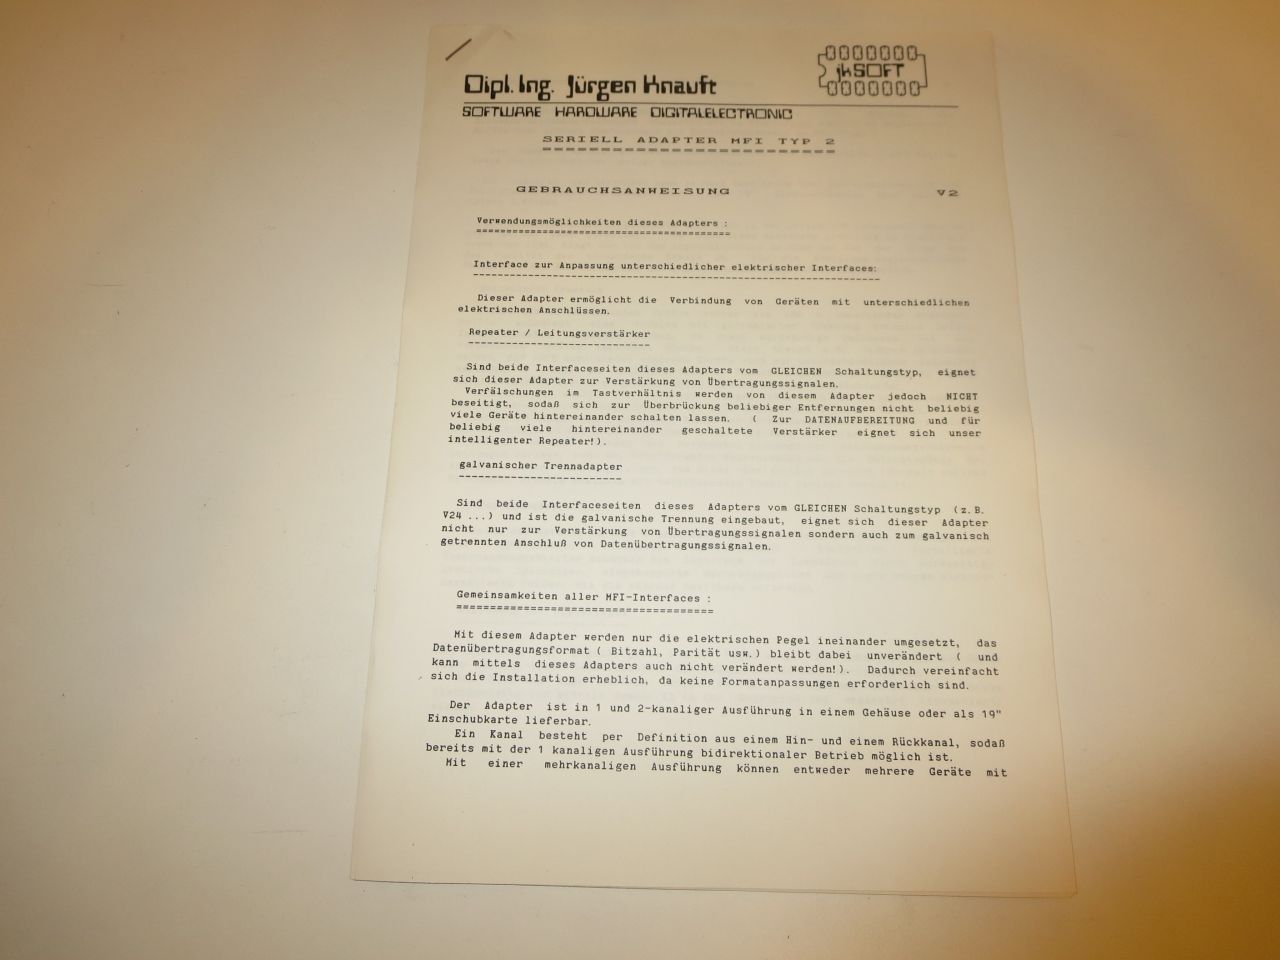 0000000
jkSOFT
0000000
Dipl. Ing. Jürgen Knauft
SOFTWARE HARDWARE DIGITALELECTRONIC
SERIELL ADAPTER MFI TYP 2
=========================
GEBRAUCHSANWEISUNG V2
Verwendungsmöglichkeiten dieses Adapters :
==========================================
Interface zur Anpassung unterschiedlicher elektrischer Interfaces:
------------------------------------------------------------------
Dieser Adapter ermöglicht die Verbindung von Geräten mit unterschiedlichen
elektrischen Anschlüssen.
Repeater / Leitungsverstärker
-----------------------------
Sind beide Interfaceseiten dieses Adapters vom GLEICHEN Schaltungstyp, eignet
sich dieser Adapter zur Verstärkung von Übertragungssignalen.
Verfälschungen im Tastverhältnis werden von diesem Adapter jedoch NICHT
beseitigt, sodaß sich zur Überbrückung beliebiger Entfernungen nicht beliebig
viele Geräte hintereinander schalten lassen. ( Zur DATENAUFBEREITUNG und für
beliebig viele hintereinander geschaltete Verstärker eignet sich unser
intelligenter Repeater!).
galvanischer Trennadapter
-------------------------
Sind beide Interfaceseiten dieses Adapters vom GLEICHEN Schaltungstyp (z.B.
V24 ...) und ist die galvanische Trennung eingebaut, eignet sich dieser Adapter
nicht nur zur Verstärkung von Übertragungssignalen sondern auch zum galvanisch
getrennten Anschluß von Datenübertragungssignalen.
Gemeinsamkeiten aller MFI-Interfaces :
======================================
Mit diesem Adapter werden nur die elektrischen Pegel ineinander umgesetzt, das
Datenübertragungsformat ( Bitzahl, Parität usw.) bleibt dabei unverändert ( und
kann mittels dieses Adapters auch nicht verändert werden!). Dadurch vereinfacht
sich die Installation erheblich, da keine Formatanpassungen erforderlich sind.
Der Adapter ist in 1 und 2-kanaliger Ausführung in einem Gehäuse oder als 19"
Einschubkarte lieferbar.
Ein Kanal besteht per Definition aus einem Hin- und einem Rückkanal, sodaß
bereits mit der 1 kanaligen Ausführung bidirektionaler Betrieb möglich ist.
Mit einer mehrkanaligen Ausführung können entweder mehrere Geräte mit